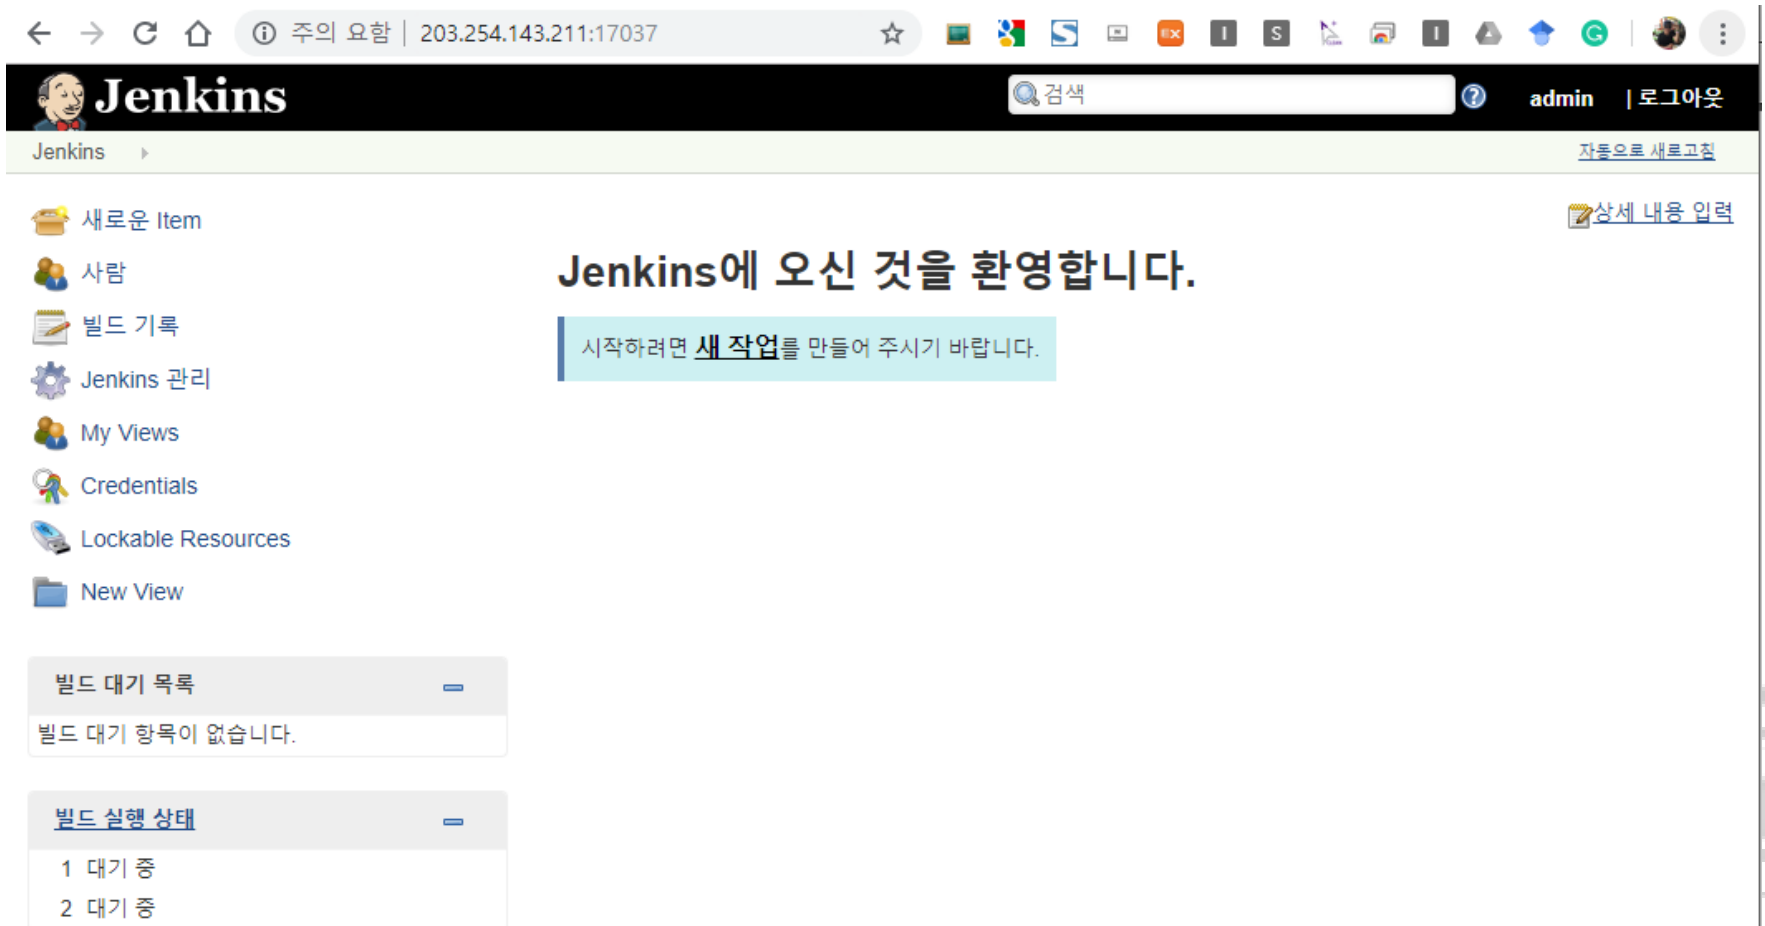 주의 요함 | 203.254.143.211:17037
Jenkins
검색
admin | 로그아웃
Jenkins
자동으로 새로고침
상세 내용 입력
새로운 Item
사람
빌드 기록
Jenkins 관리
My Views
Credentials
Lockable Resources
New View
Jenkins에 오신 것을 환영합니다.
시작하려면 새 작업를 만들어 주시기 바랍니다.
빌드 대기 목록
빌드 대기 항목이 없습니다.
빌드 실행 상태
1 대기 중
2 대기 중